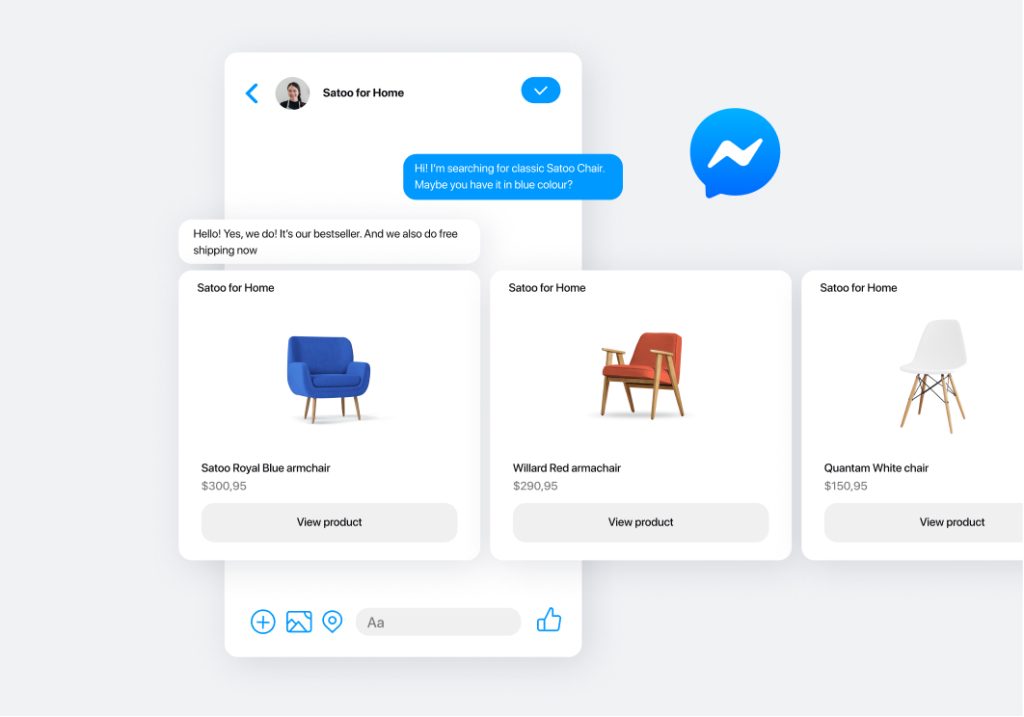 Satoo for Home
Hi! I'm searching for classic Satoo Chair.
Maybe you have it in blue colour?
Hello! Yes, we do! It's our bestseller. And we also do free
shipping now
Satoo for Home
Satoo Royal Blue armchair
$300,95
View product
Satoo for Home
Willard Red armachair
$290,95
View product
Satoo for Home
Quantam White chair
$150,95
View product
Aa